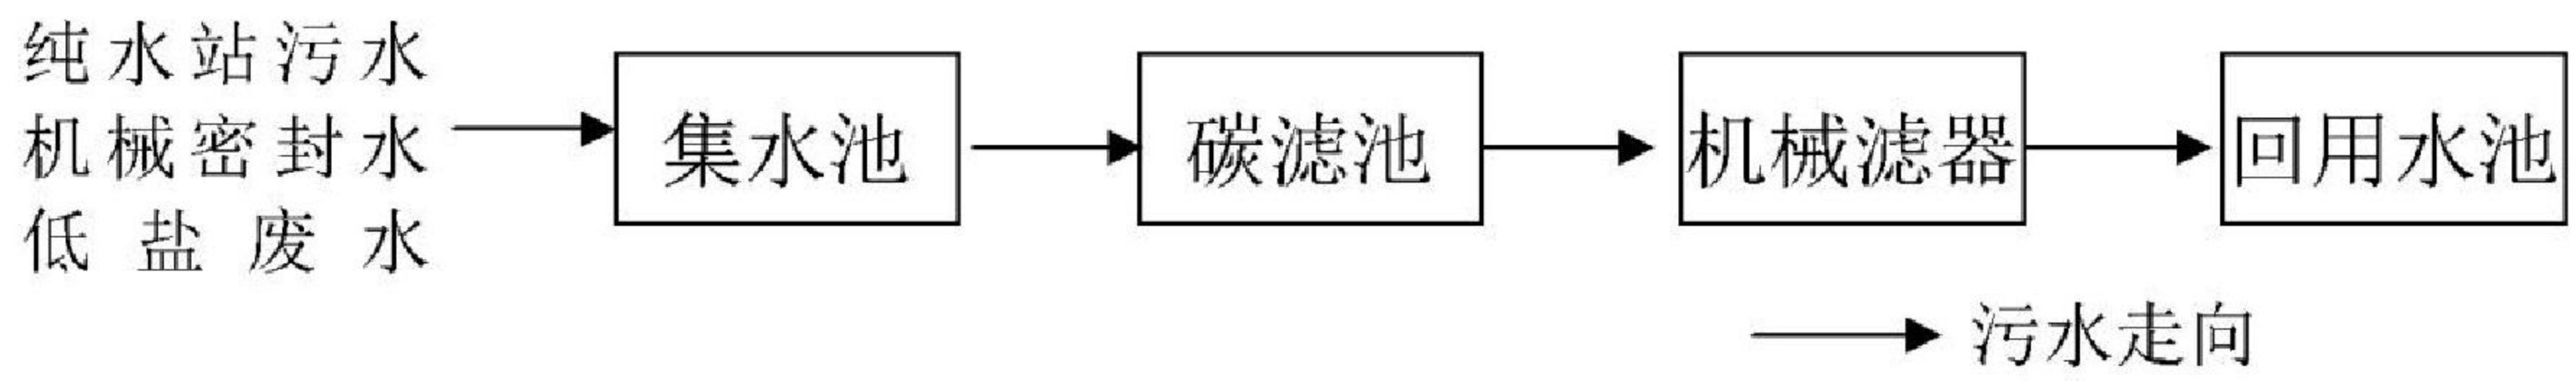 纯水站污水
机械密封水
低盐废水
集水池
碳滤池
机械滤器
回用水池
污水走向